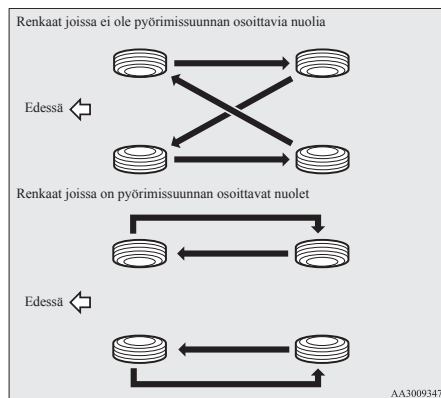 Renkaat joissa ei ole pyörimissuunnan osoittavia nuolia
Edessä
Renkaat joissa on pyörimissuunnan osoittavat nuolet
Edessä
AA3009347